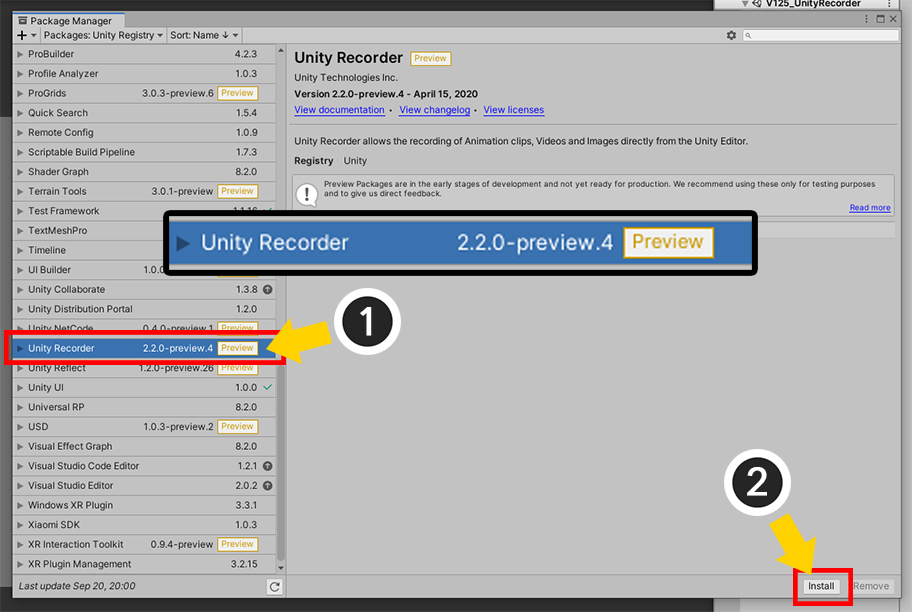 V125_UnityRecorder
Package Manager
Packages: Unity Registry
Sort: Name ↓
ProBuilder 4.2.3
Profile Analyzer 1.0.3
ProGrids 3.0.3-preview.6 Preview
Quick Search 1.5.4
Remote Config 1.0.9
Scriptable Build Pipeline 1.7.3
Shader Graph 8.2.0
Terrain Tools 3.0.1-preview Preview
Test Framework 1.1.16
TextMeshPro
Timeline
UI Builder 1.0.0
Unity Collaborate 1.3.8
Unity Distribution Portal 1.2.0
Unity NetCode 0.4.0-preview.1 Preview
Unity Recorder 2.2.0-preview.4 Preview
Unity Reflect 1.2.0-preview.26 Preview
Unity UI 1.0.0
Universal RP 8.2.0
USD 1.0.3-preview.2 Preview
Visual Effect Graph 8.2.0
Visual Studio Code Editor 1.2.1
Visual Studio Editor 2.0.2
Windows XR Plugin 3.3.1
Xiaomi SDK 1.0.3
XR Interaction Toolkit 0.9.4-preview Preview
XR Plugin Management 3.2.15
Last update Sep 20, 20:00
Unity Recorder Preview
Unity Technologies Inc.
Version 2.2.0-preview.4 - April 15, 2020
View documentation • View changelog • View licenses
Unity Recorder allows the recording of Animation clips, Videos and Images directly from the Unity Editor.
Registry Unity
Preview Packages are in the early stages of development and not yet ready for production. We recommend using these only for testing purposes
and to give us direct feedback.
Read more
Unity Recorder 2.2.0-preview.4 Preview
1
2
Install Remove